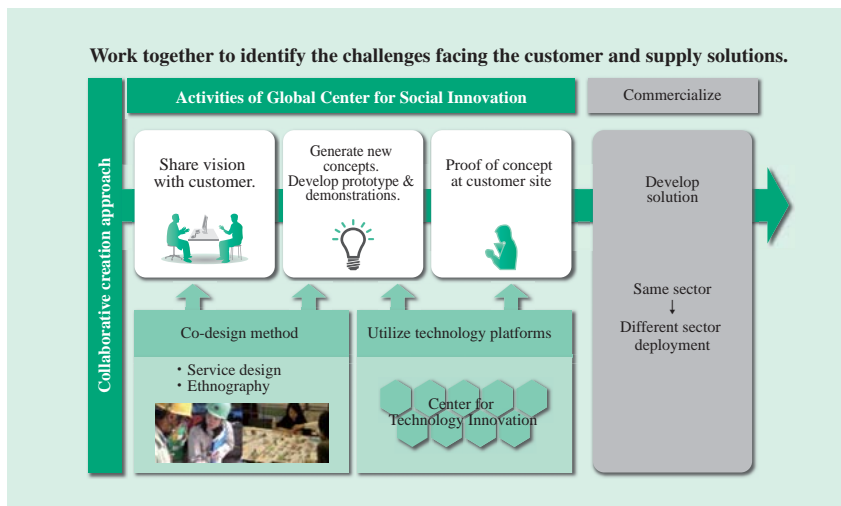 Work together to identify the challenges facing the customer and supply solutions.
Collaborative creation approach
Activities of Global Center for Social Innovation
Commercialize
Share vision
with customer.
Generate new
concepts.
Develop prototype &
demonstrations.
Proof of concept
at customer site
Develop
solution
Same sector
↓
Different sector
deployment
Co-design method
・Service design
・Ethnography
Utilize technology platforms
Center for
Technology Innovation